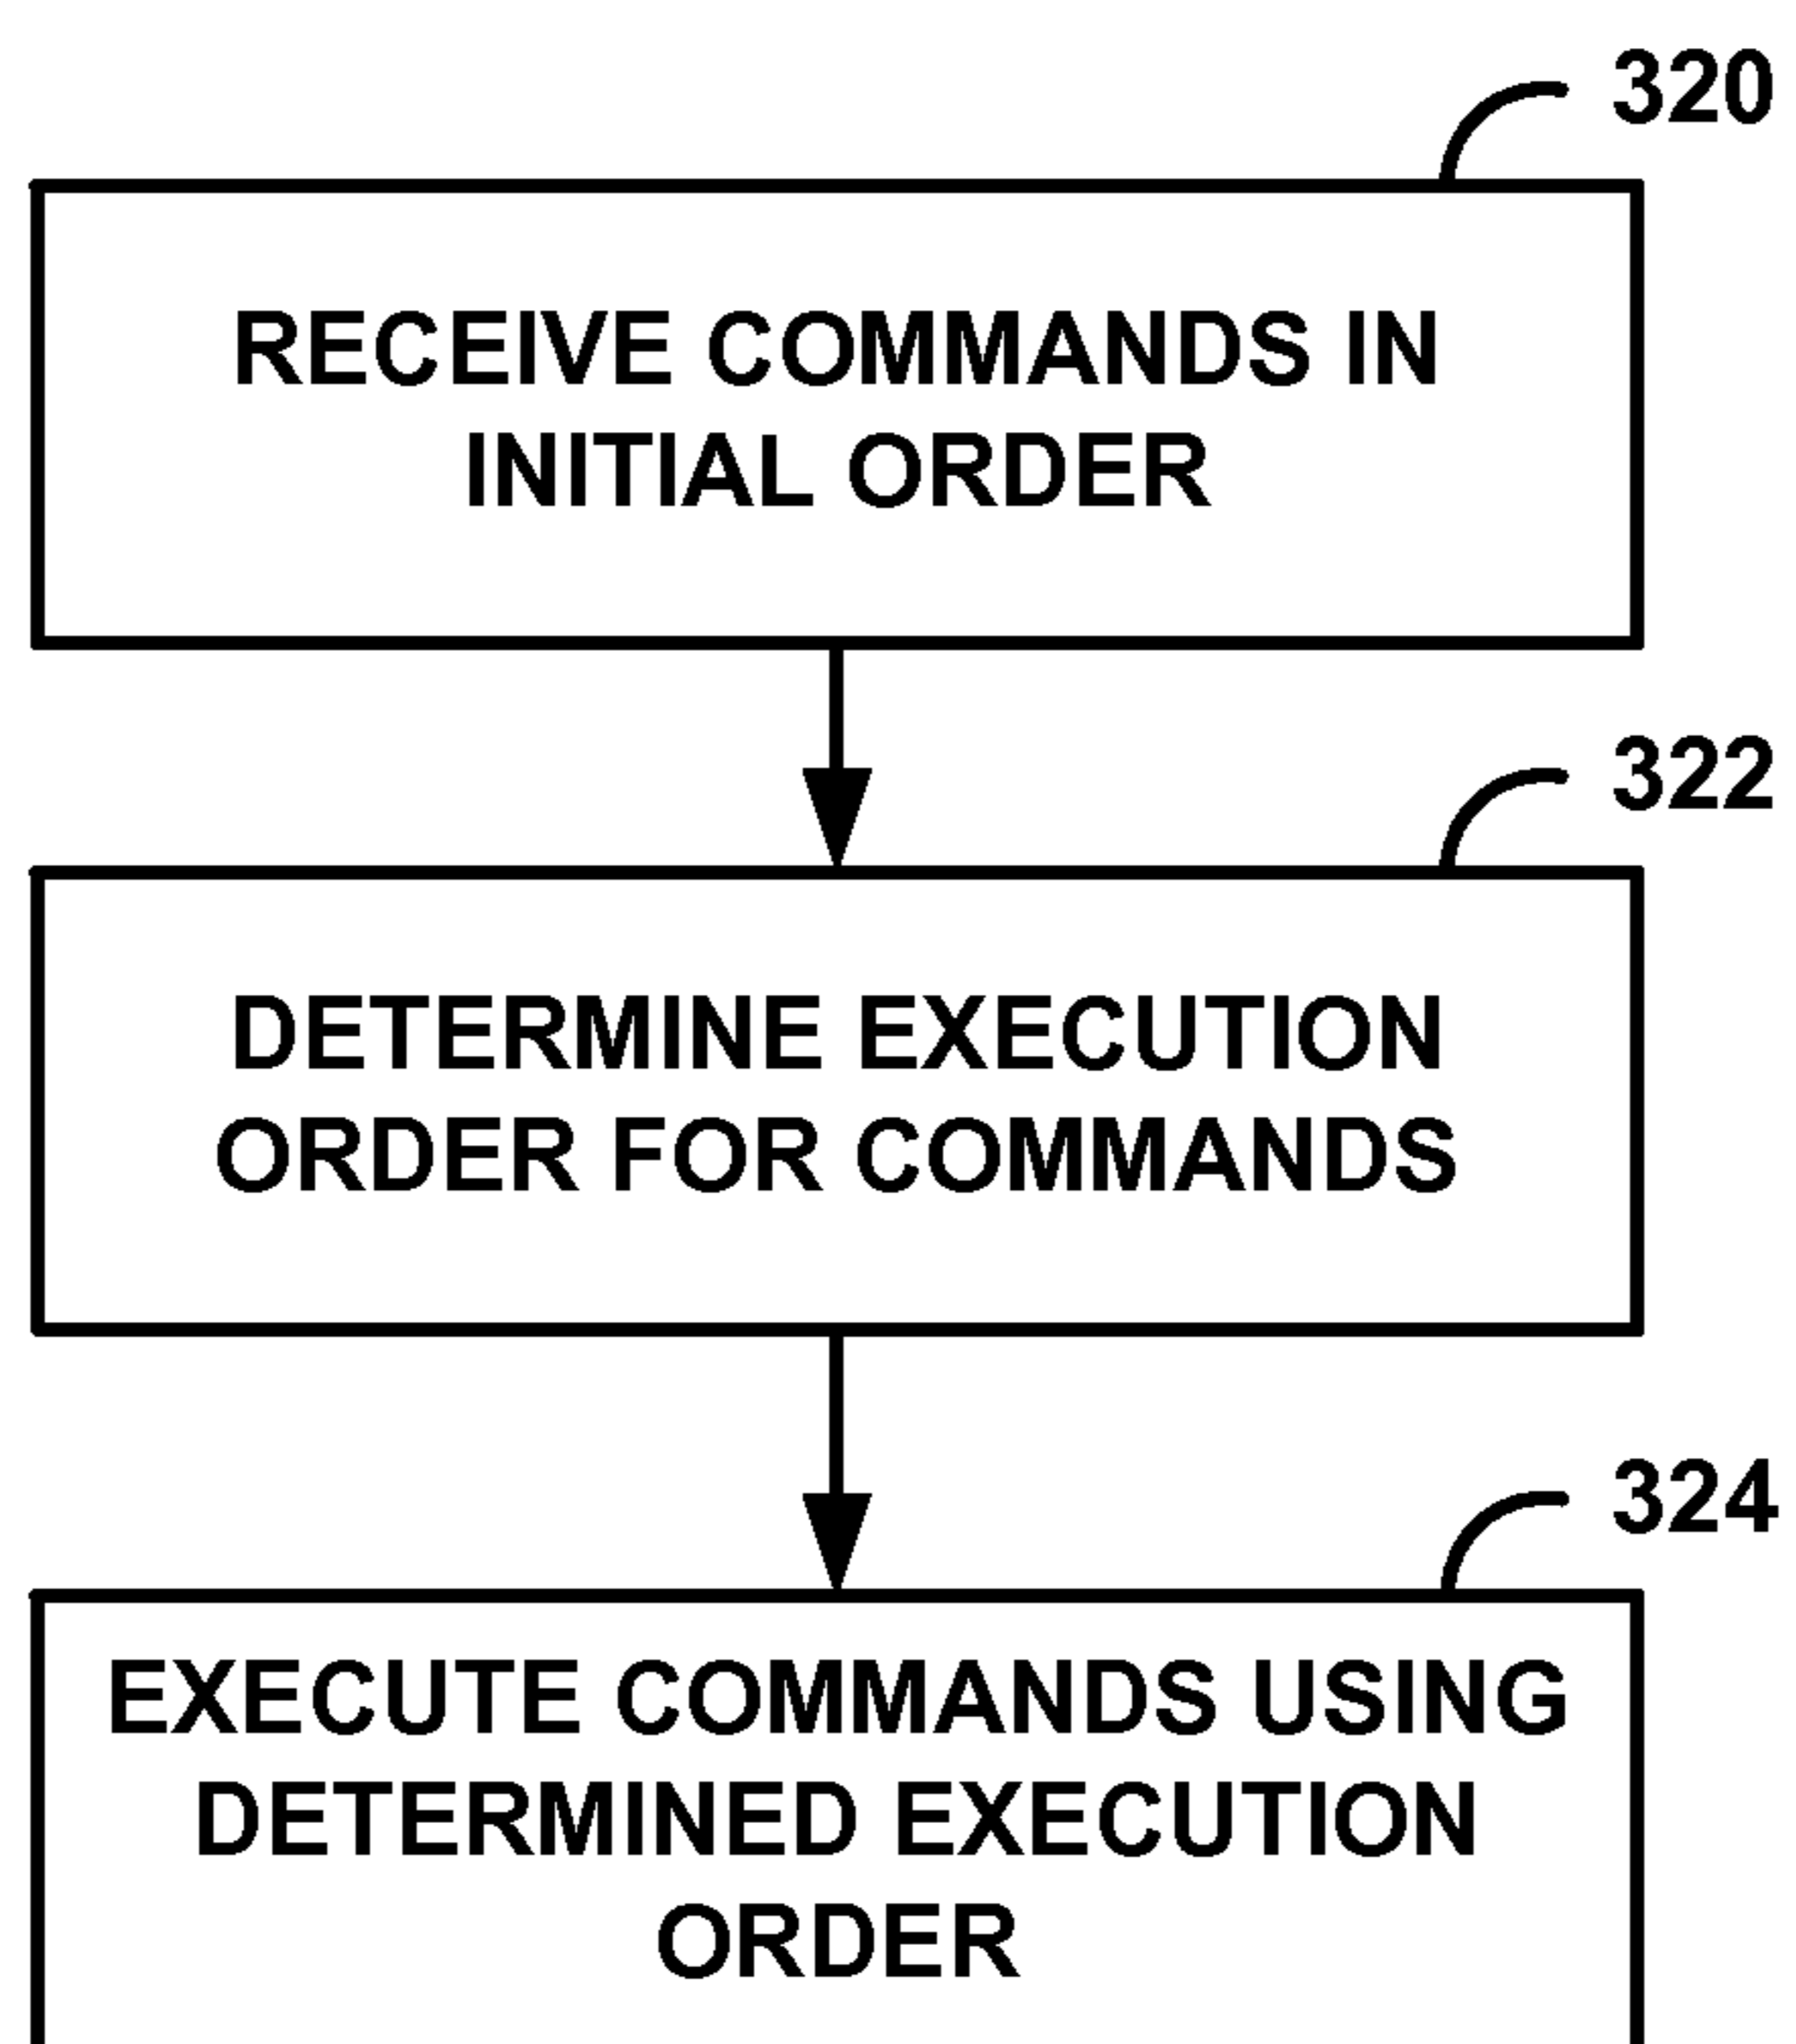 320
RECEIVE COMMANDS IN
INITIAL ORDER
322
DETERMINE EXECUTION
ORDER FOR COMMANDS
324
EXECUTE COMMANDS USING
DETERMINED EXECUTION
ORDER